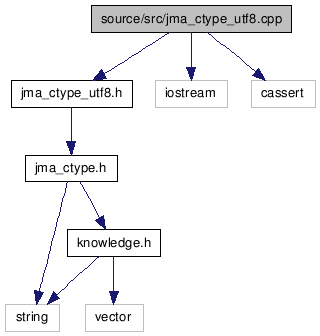 source/src/jma_ctype_utf8.cpp
jma_ctype_utf8.h
iostream
cassert
jma_ctype.h
knowledge.h
string
vector